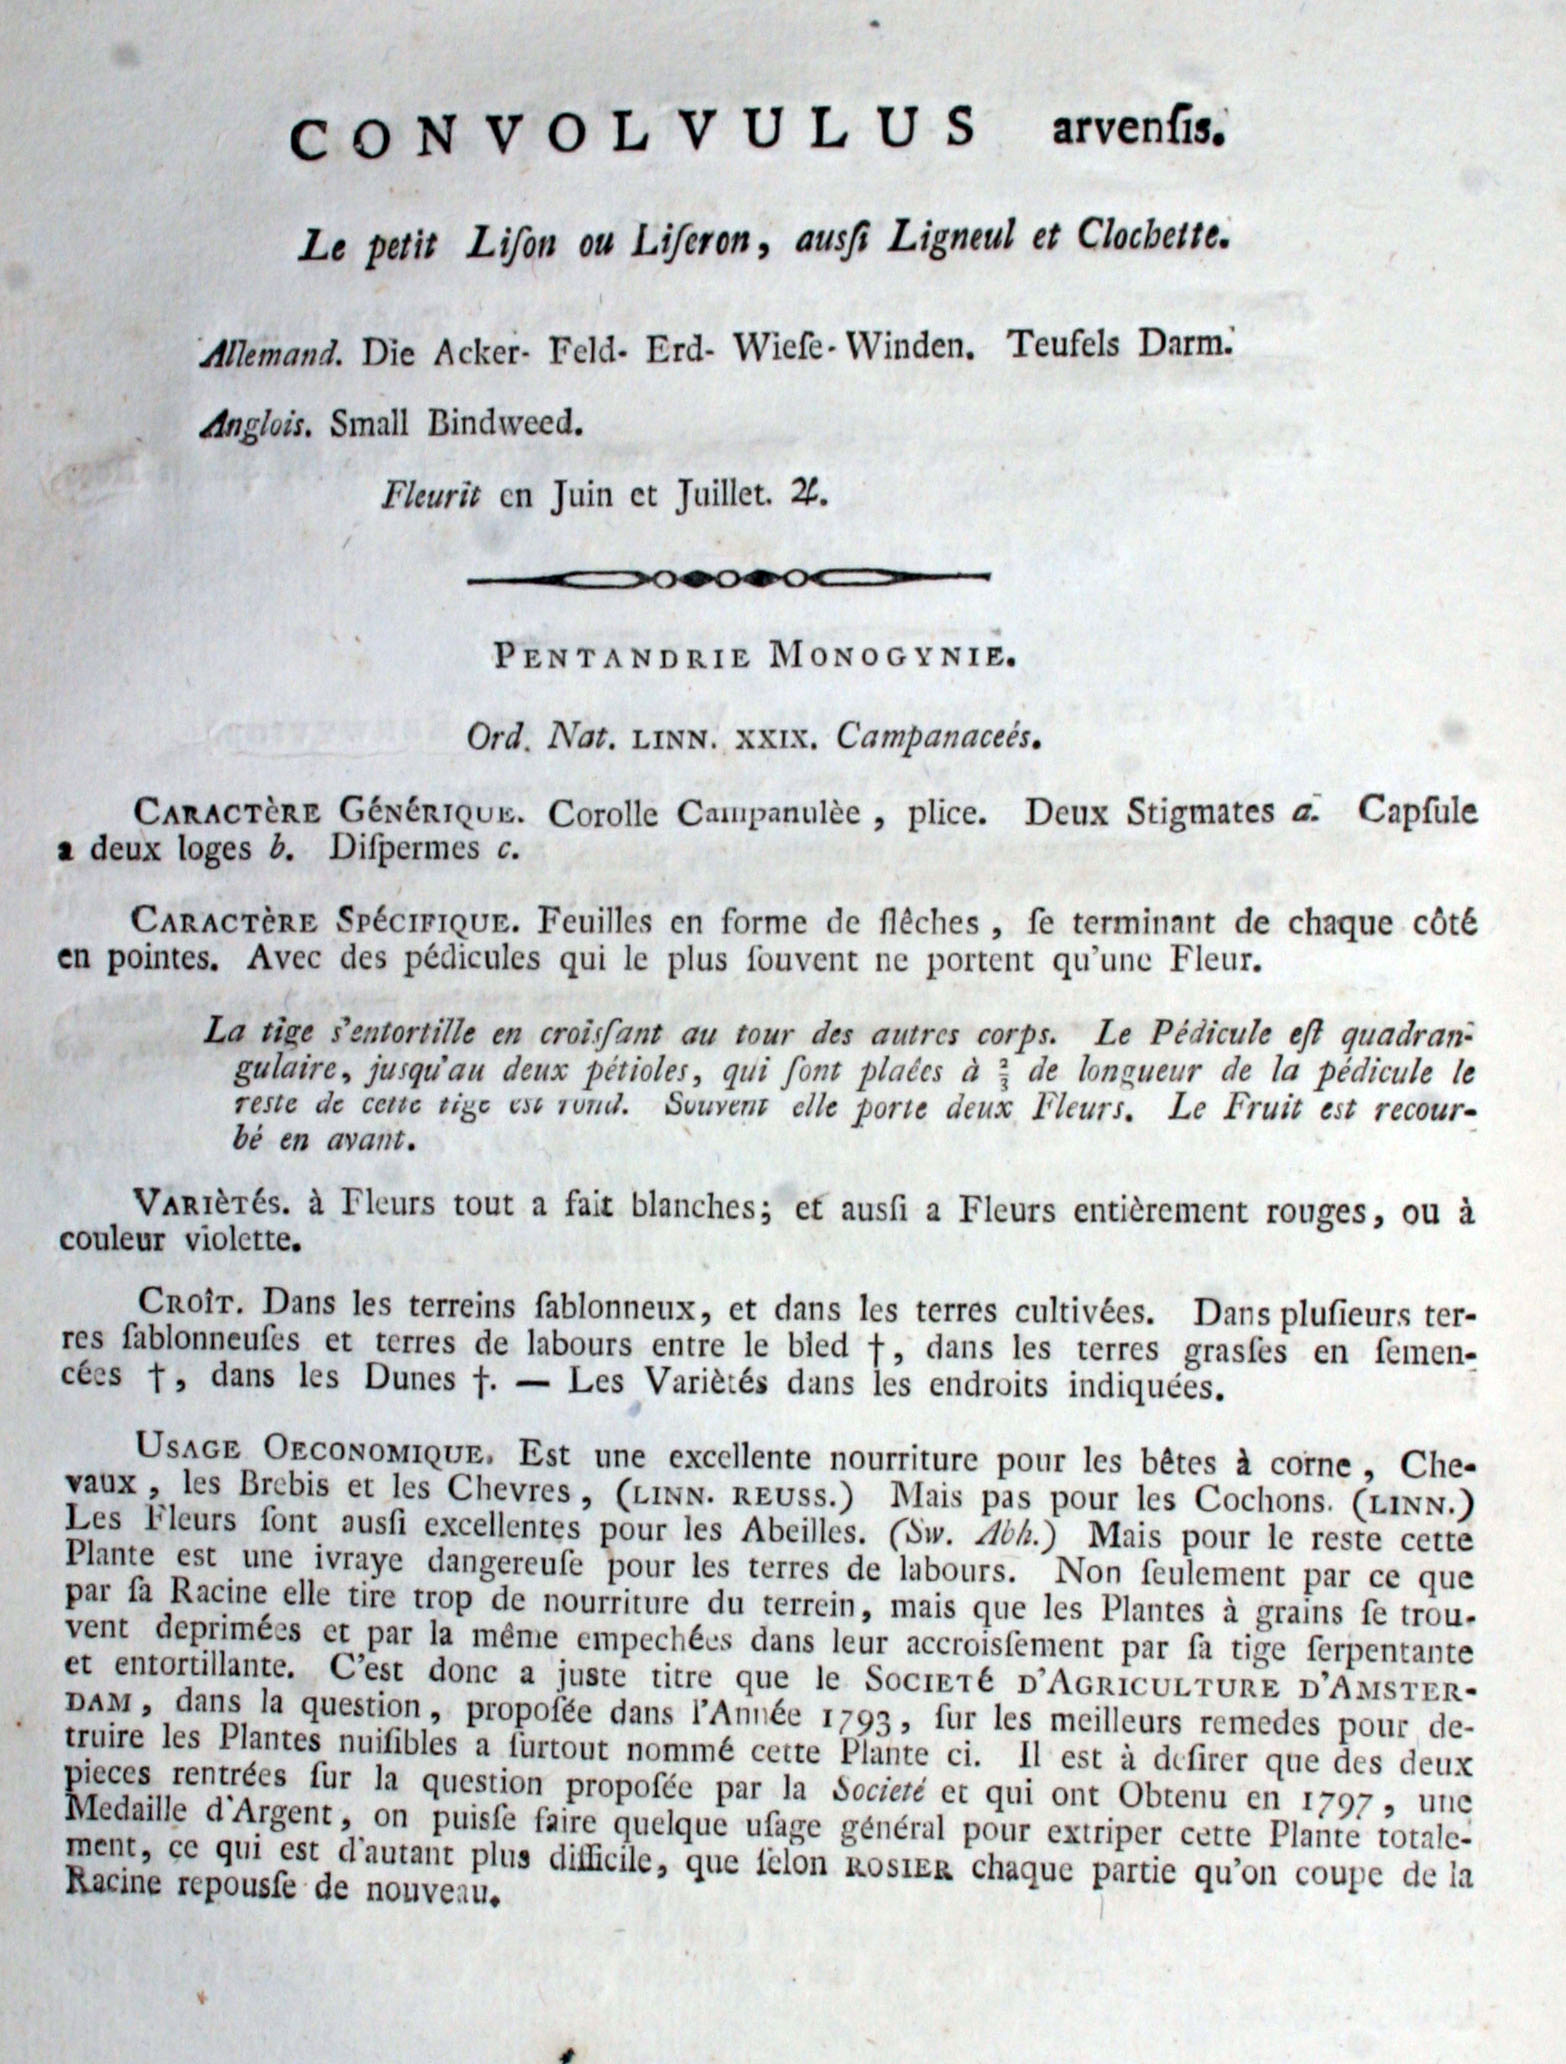 CONVOLVULUS arvenſis.
Le petit Liſon ou Liſeron, ausſi Ligneul et Clochette.
Allemand. Die Acker- Feld- Erd- Wieſe-Winden. Teufels Darm.
Anglois. Small Bindweed.
Fleurit en Juin et Juillet. ♃.
PENTANDRIE MONOGYNIE.
Ord. Nat. LINN. XXIX. Campanaceés.
CARACTèRE GéNéRIQUE. Corolle Campanulèe, plice. Deux Stigmates a. Capſule
a deux loges b. Diſpermes c.
CARACTèRE SPéCIFIQUE. Feuilles en forme de flêches, ſe terminant de chaque côté
en pointes. Avec des pédicules qui le plus ſouvent ne portent qu'une Fleur.
La tige s'entortille en croisſant au tour des autres corps. Le Pédicule eſt quadran-
gulaire, jusqu'au deux pétioles, qui ſont plaées à ⅔ de longueur de la pédicule le
reste de cette tige est rond. Souvent elle porte deux Fleurs. Le Fruit est recour-
bé en avant.
VARIèTéS. à Fleurs tout a fait blanches; et ausſi a Fleurs entièrement rouges, ou à
couleur violette.
CROîT. Dans les terreins ſablonneux, et dans les terres cultivées. Dans pluſieurs ter-
res ſablonneuſes et terres de labours entre le bled †, dans les terres grasſes en ſemen-
cées †, dans les Dunes †. — Les Variètés dans les endroits indiquées.
USAGE OECONOMIQUE. Est une excellente nourriture pour les bêtes à corne, Che-
vaux, les Brebis et les Chevres, (LINN. REUSS.) Mais pas pour les Cochons. (LINN.)
Les Fleurs ſont ausſi excellentes pour les Abeilles. (Sw. Abh.) Mais pour le reste cette
Plante est une ivraye dangereuſe pour les terres de labours. Non ſeulement par ce que
par ſa Racine elle tire trop de nourriture du terrein, mais que les Plantes à grains ſe trou-
vent deprimées et par la même empechées dans leur accroisſement par ſa tige ſerpentante
et entortillante. C'est donc a juste titre que le SOCIETé D'AGRICULTURE D'AMSTER-
DAM, dans la question, propoſée dans l'Année 1793, ſur les meilleurs remedes pour de-
truire les Plantes nuiſibles a ſurtout nommé cette Plante ci. Il est à deſirer que des deux
pieces rentrées ſur la question propoſée par la Societé et qui ont Obtenu en 1797, une
Medaille d'Argent, on puisſe faire quelque uſage général pour extriper cette Plante totale-
ment, ce qui est d'autant plus difficile, que ſelon ROSIER chaque partie qu'on coupe de la
Racine repousſe de nouveau.